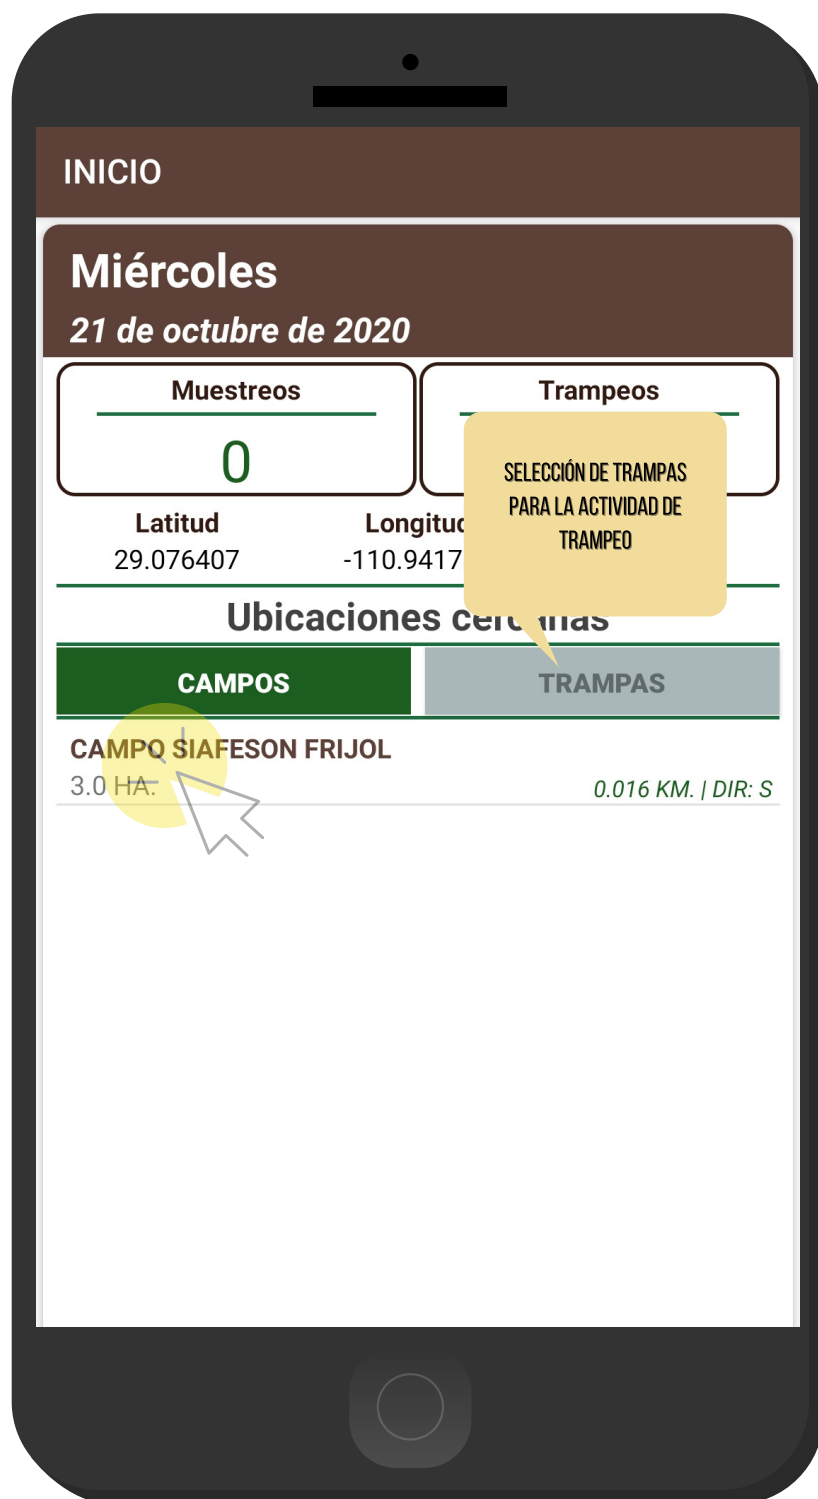 INICIO
Miércoles
21 de octubre de 2020
Muestreos
Trampeos
0
SELECCIÓN DE TRAMPAS
PARA LA ACTIVIDAD DE
TRAMPEO
Latitud
29.076407
-110.9417
Ubicaciones cercanas
CAMPOS
TRAMPAS
CAMPO SIAFESON FRIJOL
3.0 HA.
0.016 KM. | DIR: S